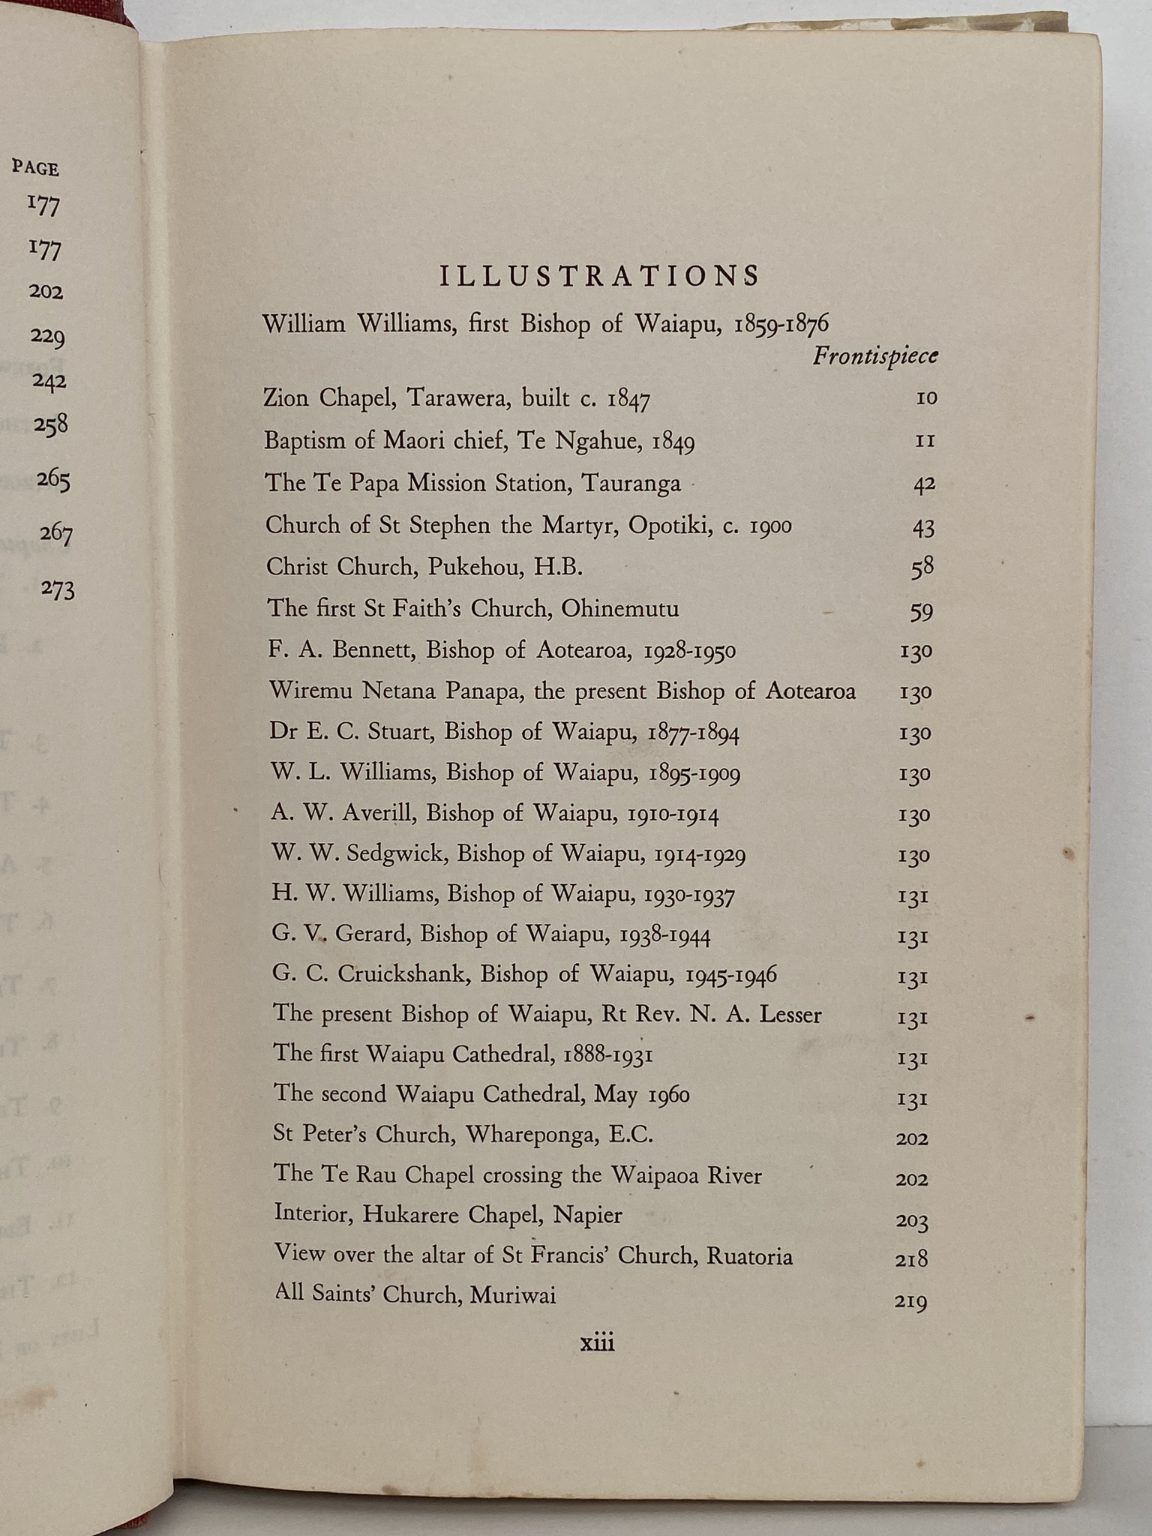 PAGE
177
177
202
229
242
258
265
267
273
ILLUSTRATIONS
William Williams, first Bishop of Waiapu, 1859-1876
Frontispiece
Zion Chapel, Tarawera, built c. 1847 10
Baptism of Maori chief, Te Ngahue, 1849 11
The Te Papa Mission Station, Tauranga 42
Church of St Stephen the Martyr, Opotiki, c. 1900 43
Christ Church, Pukehou, H.B. 58
The first St Faith's Church, Ohinemutu 59
F. A. Bennett, Bishop of Aotearoa, 1928-1950 130
Wiremu Netana Panapa, the present Bishop of Aotearoa 130
Dr E. C. Stuart, Bishop of Waiapu, 1877-1894 130
W. L. Williams, Bishop of Waiapu, 1895-1909 130
A. W. Averill, Bishop of Waiapu, 1910-1914 130
W. W. Sedgwick, Bishop of Waiapu, 1914-1929 130
H. W. Williams, Bishop of Waiapu, 1930-1937 131
G. V. Gerard, Bishop of Waiapu, 1938-1944 131
G. C. Cruickshank, Bishop of Waiapu, 1945-1946 131
The present Bishop of Waiapu, Rt Rev. N. A. Lesser 131
The first Waiapu Cathedral, 1888-1931 131
The second Waiapu Cathedral, May 1960 131
St Peter's Church, Whareponga, E.C. 202
The Te Rau Chapel crossing the Waipaoa River 202
Interior, Hukarere Chapel, Napier 203
View over the altar of St Francis' Church, Ruatoria 218
All Saints' Church, Muriwai 219
xiii